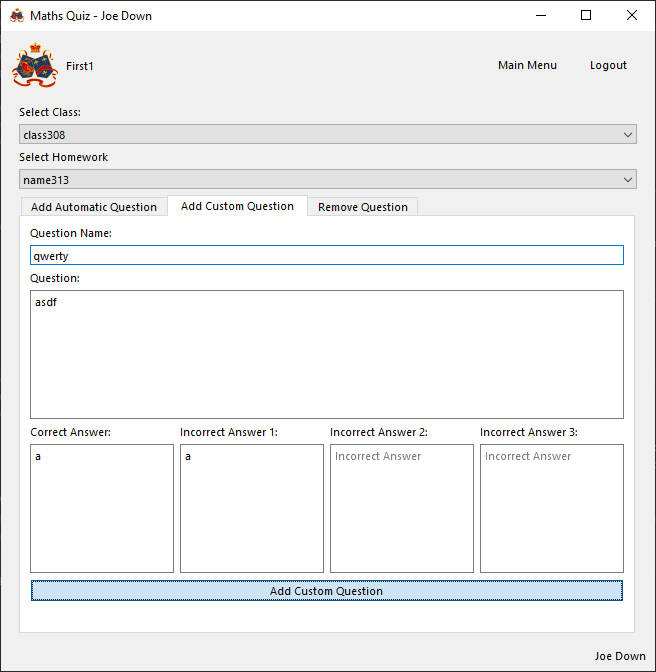 Maths Quiz - Joe Down
First1
Main Menu
Logout
Select Class:
class308
Select Homework
name313
Add Automatic Question
Add Custom Question
Remove Question
Question Name:
qwerty
Question:
asdf
Correct Answer:
Incorrect Answer 1:
Incorrect Answer 2:
Incorrect Answer 3:
a
a
Incorrect Answer
Incorrect Answer
Add Custom Question
Joe Down